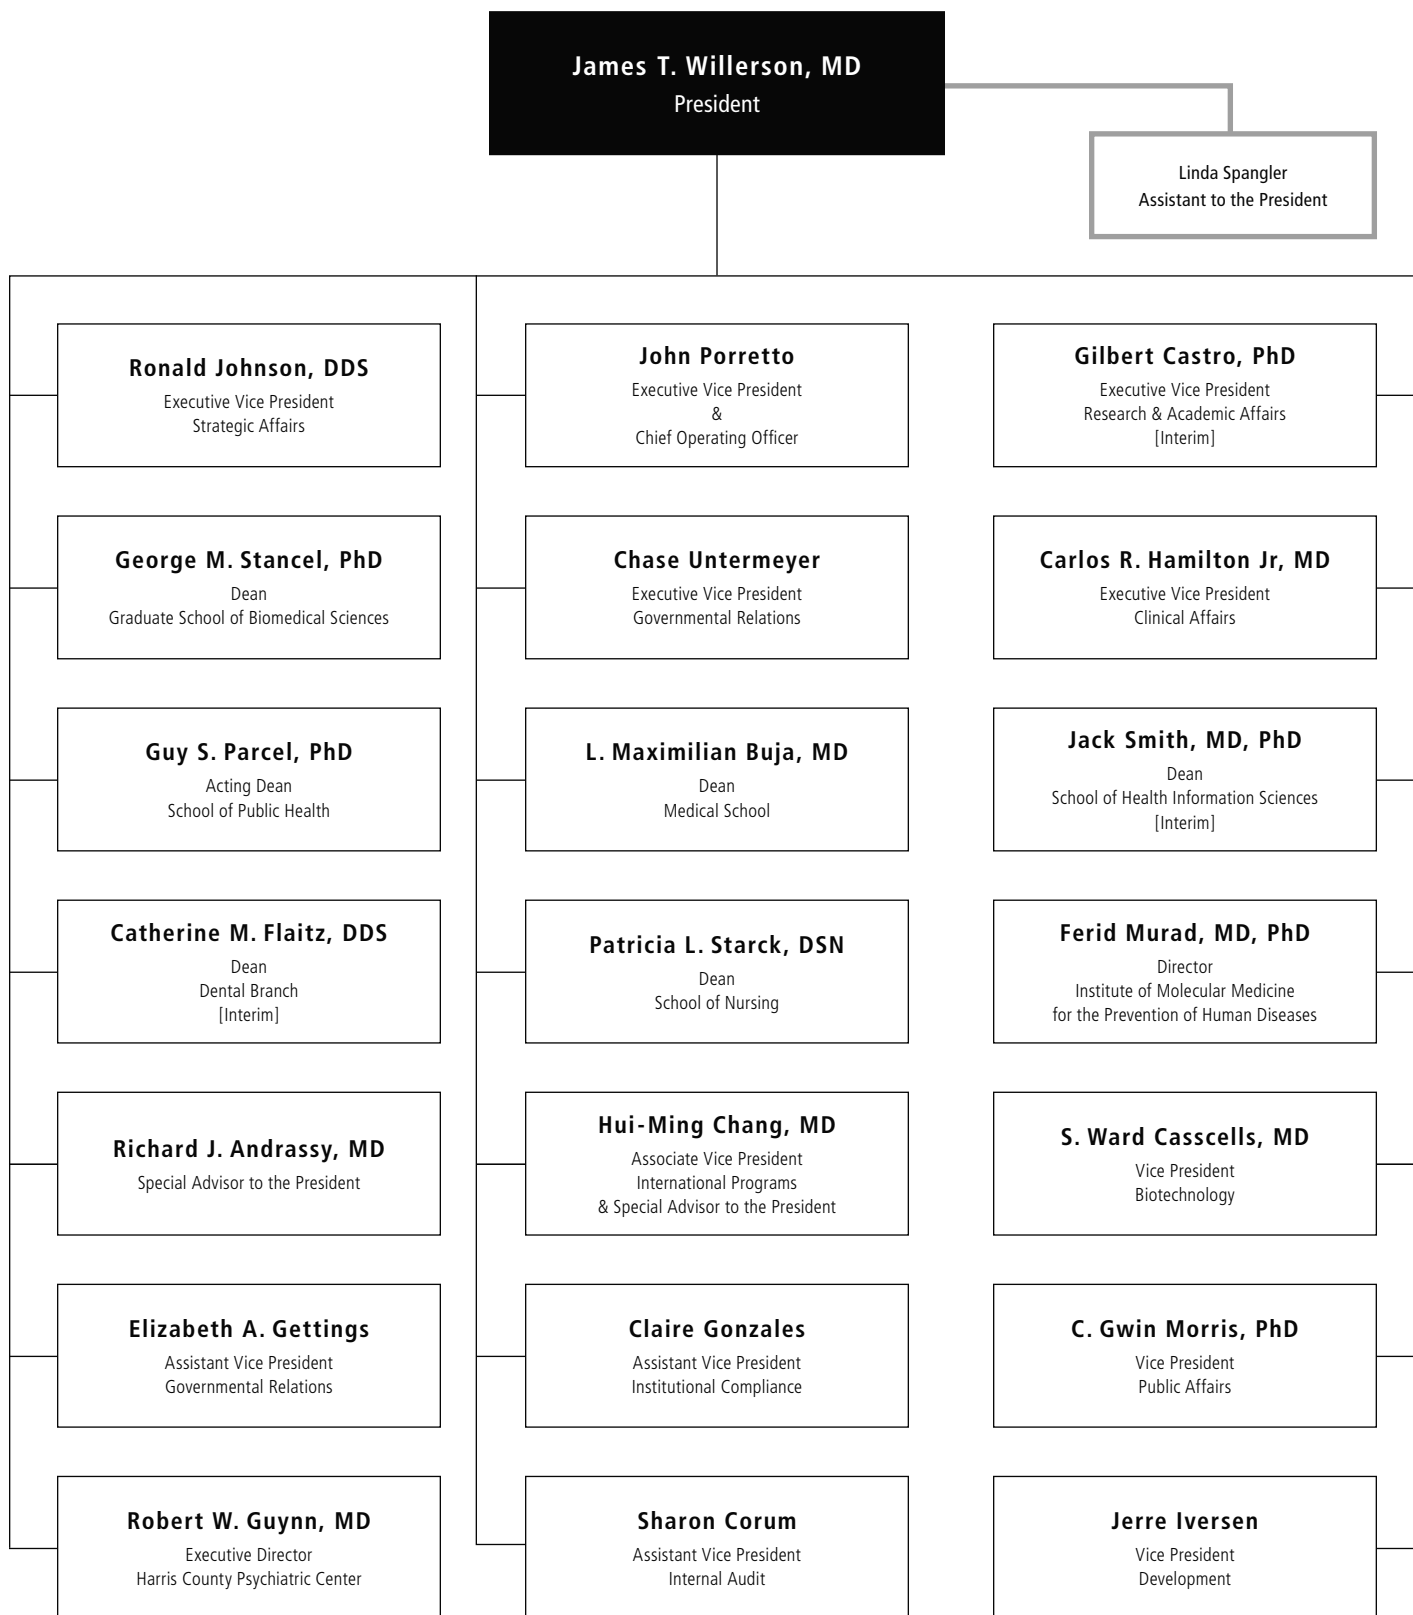 James T. Willerson, MD
President
Linda Spangler
Assistant to the President
Ronald Johnson, DDS
Executive Vice President
Strategic Affairs
John Porretto
Executive Vice President
&
Chief Operating Officer
Gilbert Castro, PhD
Executive Vice President
Research & Academic Affairs
[Interim]
George M. Stancel, PhD
Dean
Graduate School of Biomedical Sciences
Chase Untermeyer
Executive Vice President
Governmental Relations
Carlos R. Hamilton Jr, MD
Executive Vice President
Clinical Affairs
Guy S. Parcel, PhD
Acting Dean
School of Public Health
L. Maximilian Buja, MD
Dean
Medical School
Jack Smith, MD, PhD
Dean
School of Health Information Sciences
[Interim]
Catherine M. Flaitz, DDS
Dean
Dental Branch
[Interim]
Patricia L. Starck, DSN
Dean
School of Nursing
Ferid Murad, MD, PhD
Director
Institute of Molecular Medicine
for the Prevention of Human Diseases
Richard J. Andrassy, MD
Special Advisor to the President
Hui-Ming Chang, MD
Associate Vice President
International Programs
& Special Advisor to the President
S. Ward Casscells, MD
Vice President
Biotechnology
Elizabeth A. Gettings
Assistant Vice President
Governmental Relations
Claire Gonzales
Assistant Vice President
Institutional Compliance
C. Gwin Morris, PhD
Vice President
Public Affairs
Robert W. Guynn, MD
Executive Director
Harris County Psychiatric Center
Sharon Corum
Assistant Vice President
Internal Audit
Jerre Iversen
Vice President
Development